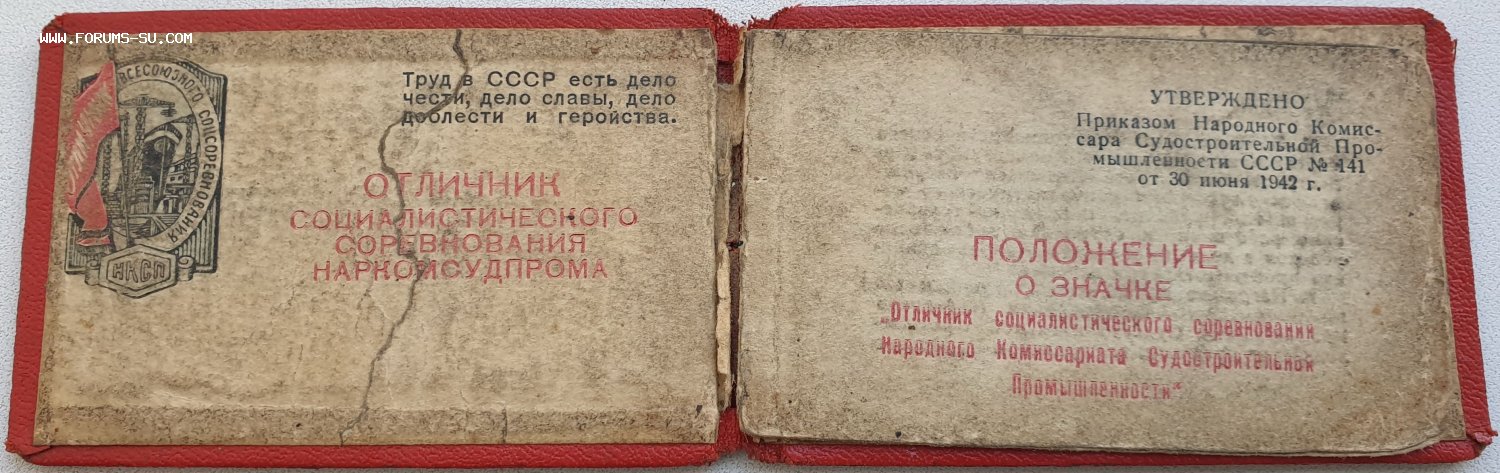 www.forums-su.com
ВСЕСОЮЗНОГО СОЦСОРЕВНОВАНИЯ
НКСП
Труд в СССР есть дело
чести, дело славы, дело
доблести и геройства.
ОТЛИЧНИК
СОЦИАЛИСТИЧЕСКОГО
СОРЕВНОВАНИЯ
НАРКОМСУДПРОМА
УТВЕРЖДЕНО
Приказом Народного Комис-
сара Судостроительной Про-
мышленности СССР № 141
от 30 июня 1942 г.
ПОЛОЖЕНИЕ
О ЗНАЧКЕ
„Отличник социалистического соревнования
Народного Комиссариата Судостроительной
Промышленности“